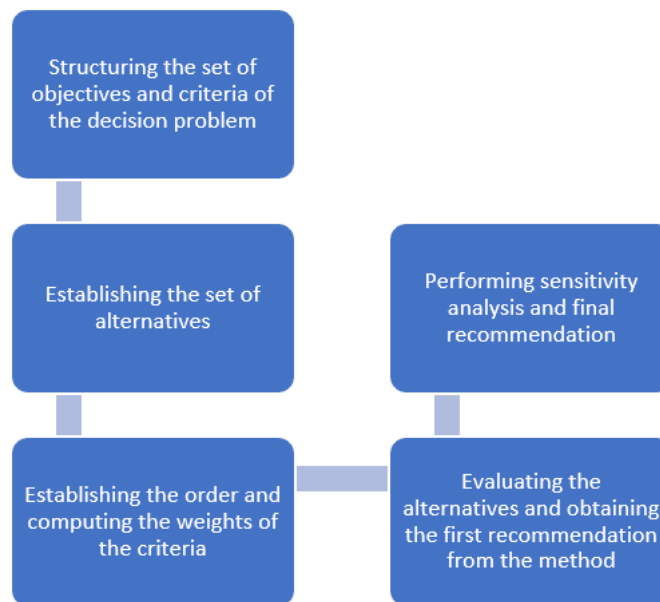 Structuring the set of
objectives and criteria of
the decision problem
Establishing the set of
alternatives
Establishing the order and
computing the weights of
the criteria
Evaluating the
alternatives and obtaining
the first recommendation
from the method
Performing sensitivity
analysis and final
recommendation